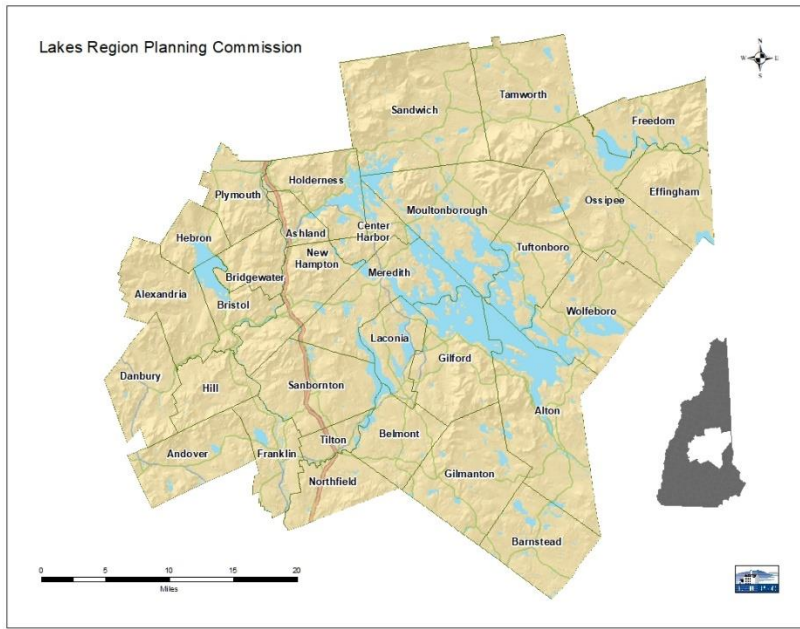 Lakes Region Planning Commission
N
W
E
S
Tamworth
Sandwich
Freedom
Holderness
Plymouth
Effingham
Ossipee
Moultonborough
Center
Harbor
Ashland
Hebron
Tuftonboro
New
Hampton
Meredith
Bridgewater
Alexandria
Bristol
Wolfeboro
Laconia
Gilford
Danbury
Hill
Sanbornton
Alton
Belmont
Tilton
Andover
Franklin
Gilmanton
Northfield
Barnstead
0 5 10 15 20
Miles